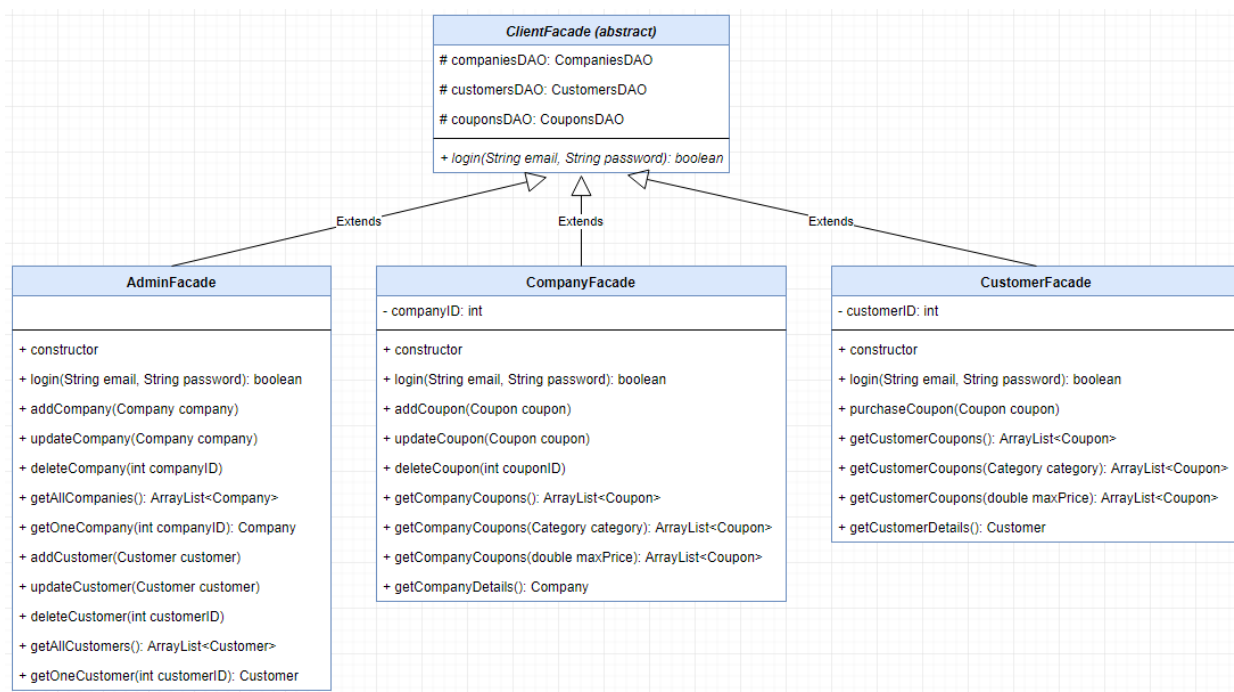 ClientFacade (abstract)
# companiesDAO: CompaniesDAO
# customersDAO: CustomersDAO
# couponsDAO: CouponsDAO
+ login(String email, String password): boolean
Extends
Extends
Extends
AdminFacade
+ constructor
+ login(String email, String password): boolean
+ addCompany(Company company)
+ updateCompany(Company company)
+ deleteCompany(int companyID)
+ getAllCompanies(): ArrayList<Company>
+ getOneCompany(int companyID): Company
+ addCustomer(Customer customer)
+ updateCustomer(Customer customer)
+ deleteCustomer(int customerID)
+ getAllCustomers(): ArrayList<Customer>
+ getOneCustomer(int customerID): Customer
CompanyFacade
- companyID: int
+ constructor
+ login(String email, String password): boolean
+ addCoupon(Coupon coupon)
+ updateCoupon(Coupon coupon)
+ deleteCoupon(int couponID)
+ getCompanyCoupons(): ArrayList<Coupon>
+ getCompanyCoupons(Category category): ArrayList<Coupon>
+ getCompanyCoupons(double maxPrice): ArrayList<Coupon>
+ getCompanyDetails(): Company
CustomerFacade
- customerID: int
+ constructor
+ login(String email, String password): boolean
+ purchaseCoupon(Coupon coupon)
+ getCustomerCoupons(): ArrayList<Coupon>
+ getCustomerCoupons(Category category): ArrayList<Coupon>
+ getCustomerCoupons(double maxPrice): ArrayList<Coupon>
+ getCustomerDetails(): Customer